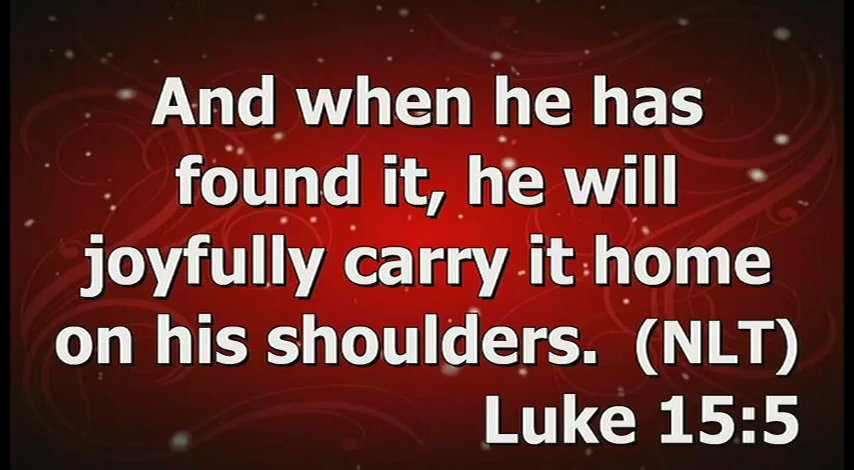 And when he has
found it, he will
joyfully carry it home
on his shoulders. (NLT)
Luke 15:5